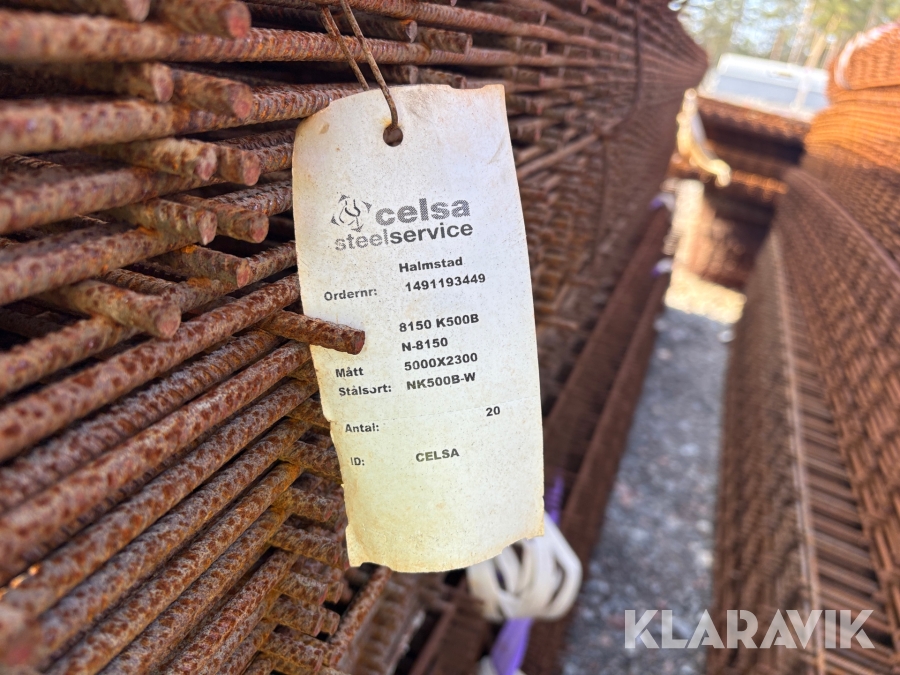 celsa
steelservice
Halmstad
Ordernr: 1491193449
8150 K500B
N-8150
Mått 5000X2300
Stålsort: NK500B-W
Antal: 20
ID: CELSA
KLARAVIK